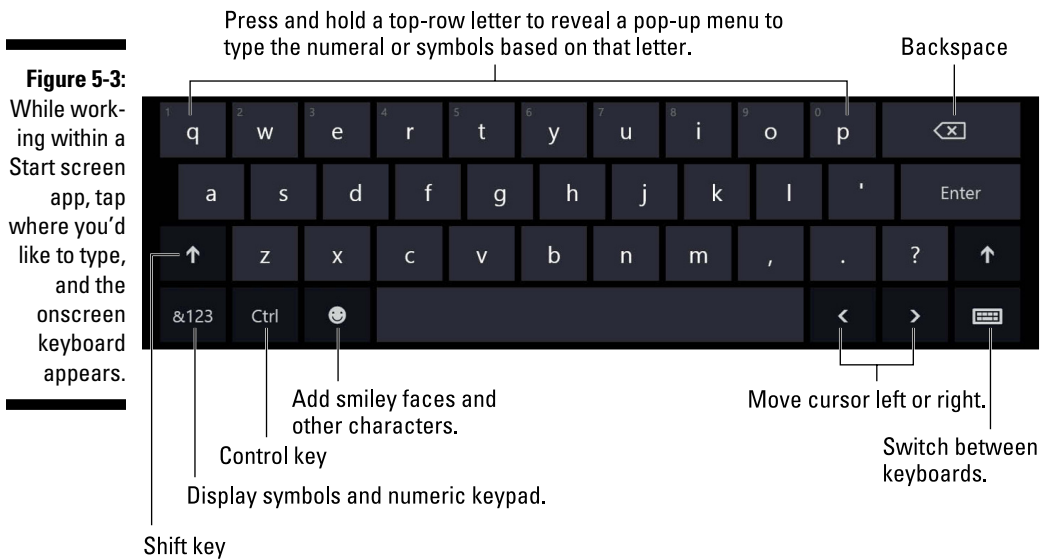 Press and hold a top-row letter to reveal a pop-up menu to
type the numeral or symbols based on that letter.
Backspace
Figure 5-3:
While work-
ing within a
Start screen
app, tap
where you'd
like to type,
and the
onscreen
keyboard
appears.
1 q 2 w 3 e 4 r 5 t 6 y 7 u 8 i 9 o 0 p
a s d f g h j k l ' Enter
z x c v b n m , . ?
&123 Ctrl < >
Add smiley faces and
other characters.
Move cursor left or right.
Control key
Switch between
keyboards.
Display symbols and numeric keypad.
Shift key